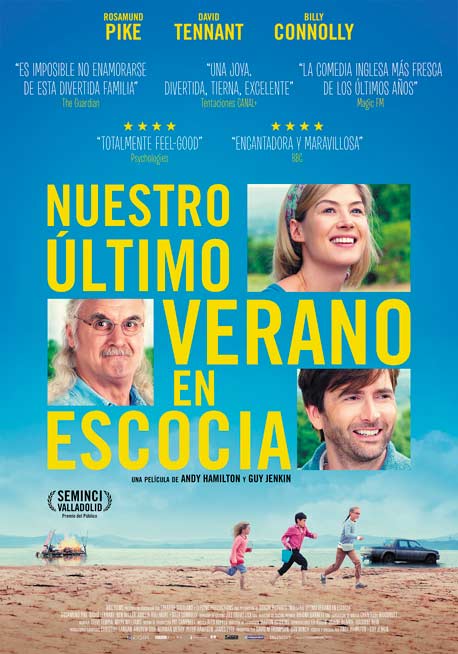 ROSAMUND DAVID BILLY
PIKE TENNANT CONNOLLY
“ES IMPOSIBLE NO ENAMORARSE
DE ESTA DIVERTIDA FAMILIA”
The Guardian
“UNA JOYA.
DIVERTIDA, TIERNA, EXCELENTE”
Tentaciones CANAL+
“LA COMEDIA INGLESA MÁS FRESCA
DE LOS ÚLTIMOS AÑOS”
Magic FM
“TOTALMENTE FEEL-GOOD”
Psychologies
“ENCANTADORA Y MARAVILLOSA”
BBC
NUESTRO
ÚLTIMO
VERANO
EN
ESCOCIA
UNA PELÍCULA DE ANDY HAMILTON Y GUY JENKIN
SEMINCI
VALLADOLID
Premio del Público